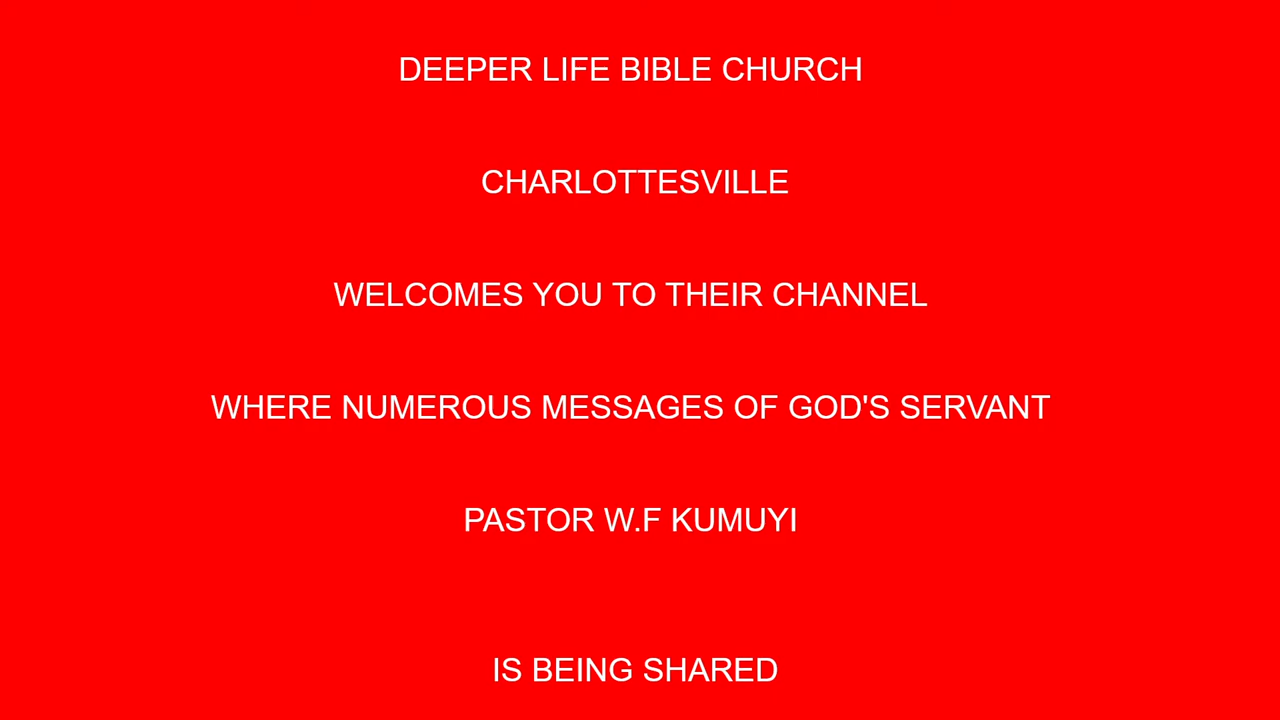 DEEPER LIFE BIBLE CHURCH
CHARLOTTESVILLE
WELCOMES YOU TO THEIR CHANNEL
WHERE NUMEROUS MESSAGES OF GOD'S SERVANT
PASTOR W.F KUMUYI
IS BEING SHARED